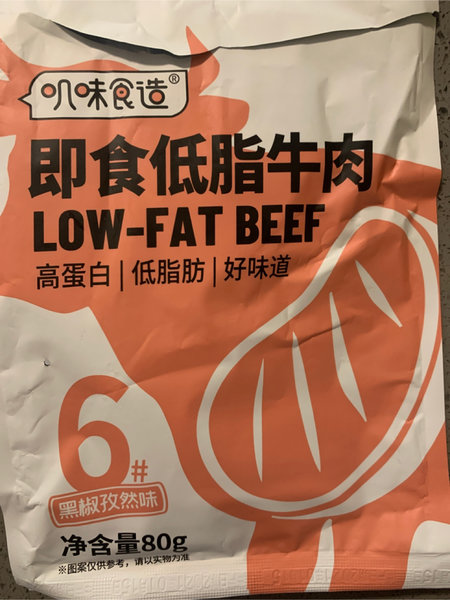 叽味食造®
即食低脂牛肉
LOW-FAT BEEF
高蛋白|低脂肪|好味道
6#
黑椒孜然味
净含量80g
※图案仅供参考，请以实物为准